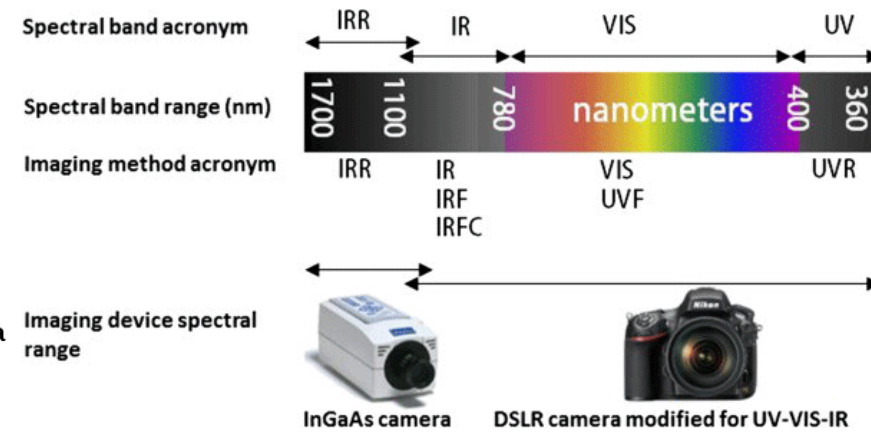 Spectral band acronym IRR IR VIS UV
Spectral band range (nm) 1700 1100 780 nanometers 400 360
Imaging method acronym IRR IR VIS UVR
IRF UVF
IRFC
a Imaging device spectral
range
Nikon
InGaAs camera DSLR camera modified for UV-VIS-IR